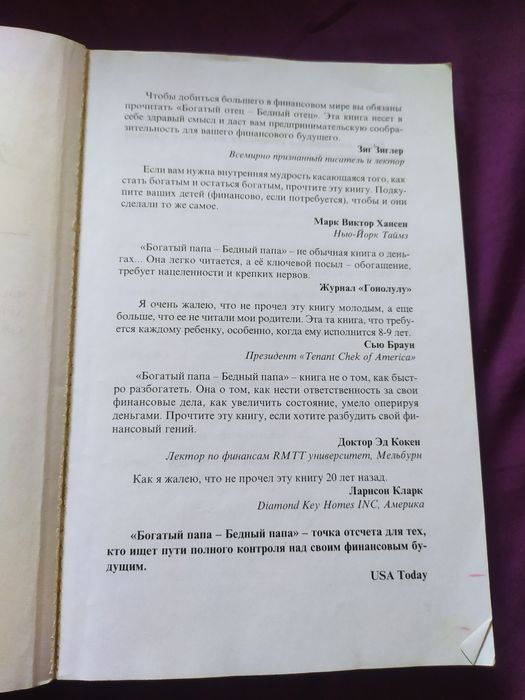 Чтобы добиться большего в финансовом мире вы обязаны
прочитать «Богатый отец – Бедный отец». Эта книга несет в
себе здравый смысл и даст вам предпринимательскую сообра-
зительность для вашего финансового будущего.
Зиг Зиглер
Всемирно признанный писатель и лектор
Если вам нужна внутренняя мудрость касающаяся того, как
стать богатым и остаться богатым, прочтите эту книгу. Подку-
пите ваших детей (финансово, если потребуется), чтобы и они
сделали то же самое.
Марк Виктор Хансен
Нью-Йорк Таймз
«Богатый папа – Бедный папа» – не обычная книга о день-
гах... Она легко читается, а её ключевой посыл – обогащение,
требует нацеленности и крепких нервов.
Журнал «Гонолулу»
Я очень жалею, что не прочел эту книгу молодым, а еще
больше, что ее не читали мои родители. Эта та книга, что требу-
ется каждому ребенку, особенно, когда ему исполнится 8-9 лет.
Сью Браун
Президент «Tenant Chek of America»
«Богатый папа – Бедный папа» – книга не о том, как быст-
ро разбогатеть. Она о том, как нести ответственность за свои
финансовые дела, как увеличить состояние, умело оперируя
деньгами. Прочтите эту книгу, если хотите разбудить свой фи-
нансовый гений.
Доктор Эд Кокен
Лектор по финансам RMTT университет, Мельбурн
Как я жалею, что не прочел эту книгу 20 лет назад.
Ларисон Кларк
Diamond Key Homes INC, Америка
«Богатый папа – Бедный папа» – точка отсчета для тех,
кто ищет пути полного контроля над своим финансовым бу-
дущим.
USA Today